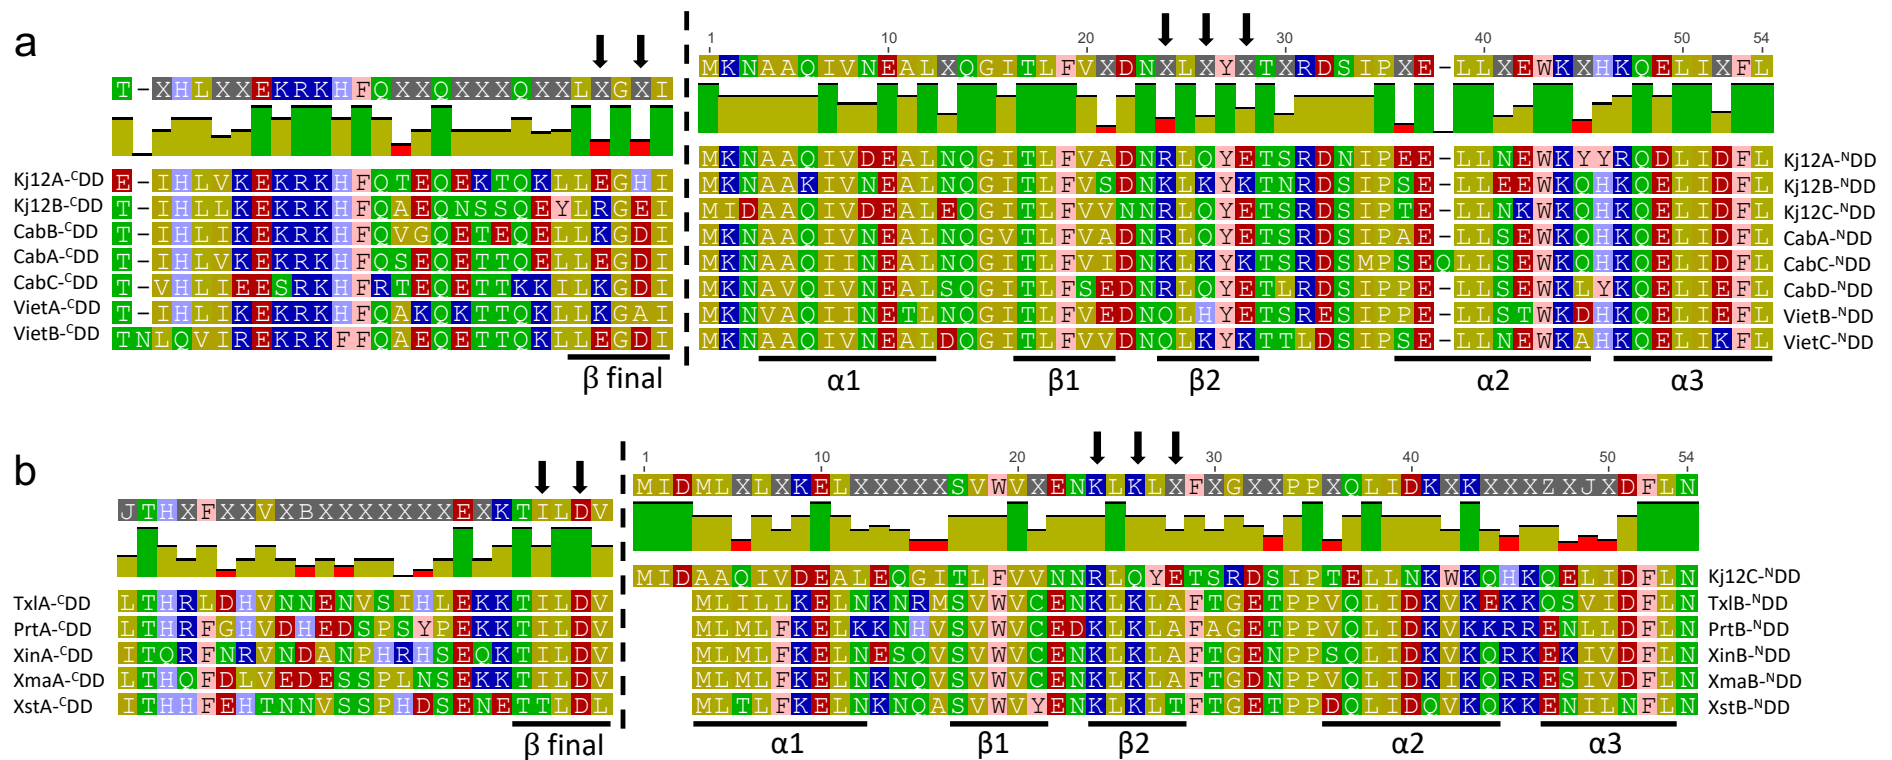 a
1 10 20 30 40 50 54
T-XHLXXEKRKHFQXXQXXXQXXLXGXI MKNAAQIVNEALXQGITLFVXDNXLXYXTXRDSIPXE-LLXEWKXHKQELIXFL
Kj12A-CDD E-IHLVKEKRKHFQTEQEKTQKLLEGHI MKNAAQIVDEALNQGITLFVADNRLQYETSRDNIPEE-LLNEWKYYRQDLIDFL Kj12A-NDD
Kj12B-CDD T-IHLLKEKRKHFQAEQNSSQEYLRGEI MKNAAKIVNEALNQGITLFVSDNKLKYKTNRDSIPSE-LLEEWKQHKQELIDFL Kj12B-NDD
CabB-CDD T-IHLIKEKRKHFQVGQETEQELLKGDI MIDAAQIVDEALEQGITLFVVNNRLQYETSRDSIPTE-LLNKWKQHKQELIDFL Kj12C-NDD
CabA-CDD T-IHLVKEKRKHFQSEQETTQELLEGDI MKNAAQIVNEALNQGVTLFVADNRLQYETSRDSIPAE-LLSEWKQHKQELIDFL CabA-NDD
CabC-CDD T-VHLIEESRKHFRTEQETTKKILKGDI MKNAAQIINEALNQGITLFVIDNKLKYKTSRDSMPSEQLLSEWKQHKQELIDFL CabC-NDD
VietA-CDD T-IHLIKEKRKHFQAKQKTTQKLLKGAI MKNAVQIVNEALSQGITLFSEDNRLQYETLRDSIPPE-LLSEWKLYKQELIEFL CabD-NDD
VietB-CDD TNLQVIREKRKFFQAEQETTQKLLEGDI MKNVAQIINETLNQGITLFVEDNQLHYETSRESIPPE-LLSTWKDHKQELIEFL VietB-NDD
MKNAAQIVNEALDQGITLFVVDNQLKYKTTLDSIPSE-LLNEWKAHKQELIKFL VietC-NDD
β final α1 β1 β2 α2 α3
b
1 10 20 30 40 50 54
JTHXFXXVXBXXXXXXXEXKTILDV MIDMLXLXKELXXXXXSVWVXENKLKLXFXGXXPPXQLIDKXKXXXZXJXDFLN
MIDAAQIVDEALEQGITLFVVNNRLQYETSRDSIPTELLNKWKQHKQELIDFLN Kj12C-NDD
TxlA-CDD LTHRLDHVNNENVSIHLEKKTILDV MLILLKELNKNRMSVWVCENKLKLAFTGETPPVQLIDKVKEKKQSVIDFLN TxlB-NDD
PrtA-CDD LTHRFGHVDHEDSPSYPEKKTILDV MLMLFKELKKNHVSVWVCEDKLKLAFAGETPPVQLIDKVKKRRENLLDFLN PrtB-NDD
XinA-CDD ITQRFNRVNDANPHRHSEQKTILDV MLMLFKELNESQVSVWVCENKLKLAFTGENPPSQLIDKVKQRKEKIVDFLN XinB-NDD
XmaA-CDD LTHQFDLVEDESSPLNSEKKTILDV MLMLFKELNKNQVSVWVCENKLKLAFTGDNPPVQLIDKIKQRRESIVDFLN XmaB-NDD
XstA-CDD ITHHFEHTNNVSSPHDSENETTLDL MLTLFKELNKNQASVWVYENKLKLTFTGETPPDQLIDQVKQKKENILNFLN XstB-NDD
β final α1 β1 β2 α2 α3